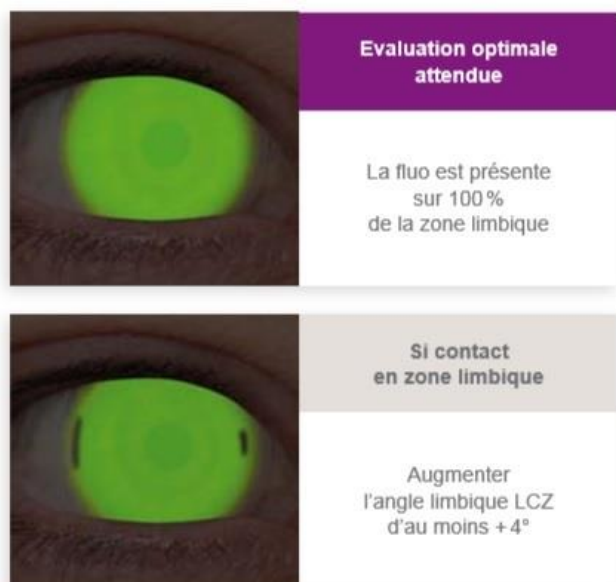 Evaluation optimale
attendue
La fluo est présente
sur 100 %
de la zone limbique
Si contact
en zone limbique
Augmenter
l'angle limbique LCZ
d'au moins + 4°